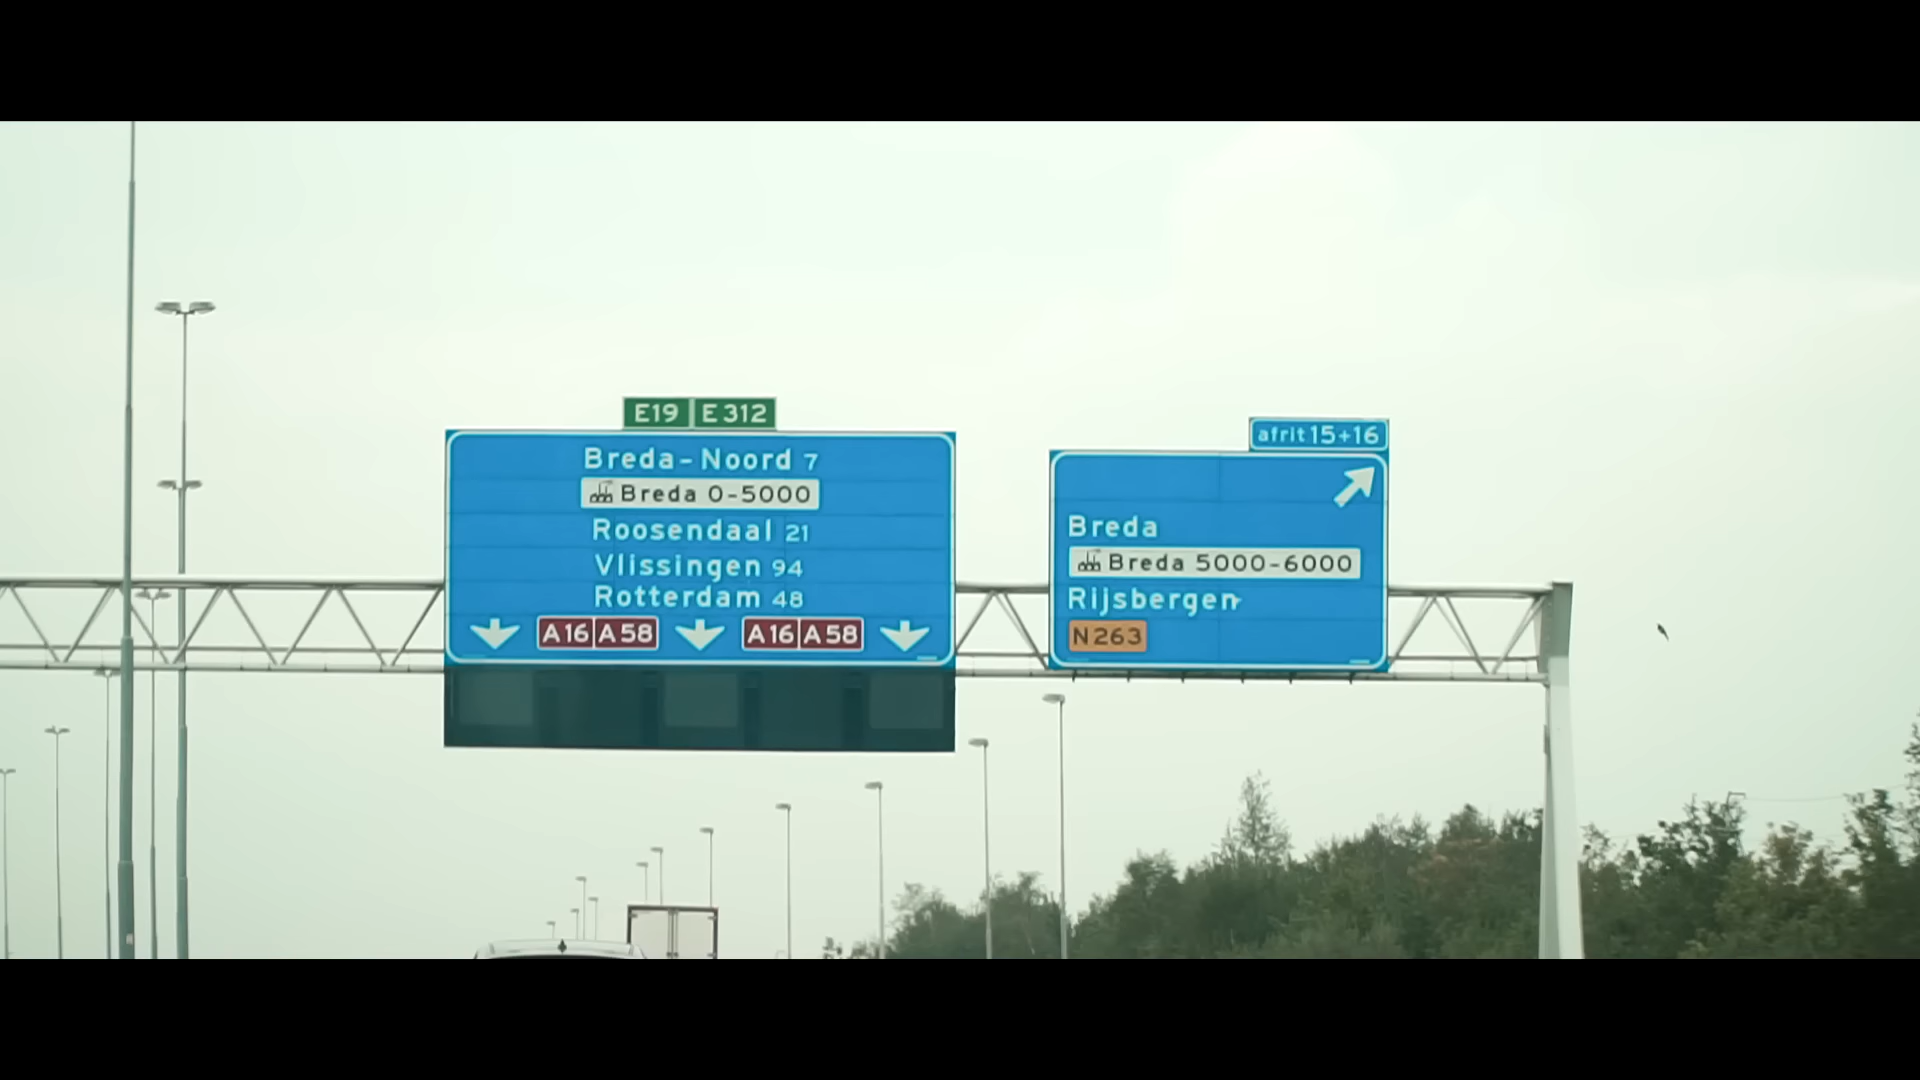 E19 E 312
Breda-Noord 7
Breda 0-5000
Roosendaal 21
Vlissingen 94
Rotterdam 48
A16 A58 A16 A58
afrit 15+16
Breda
Breda 5000-6000
Rijsbergen
N263